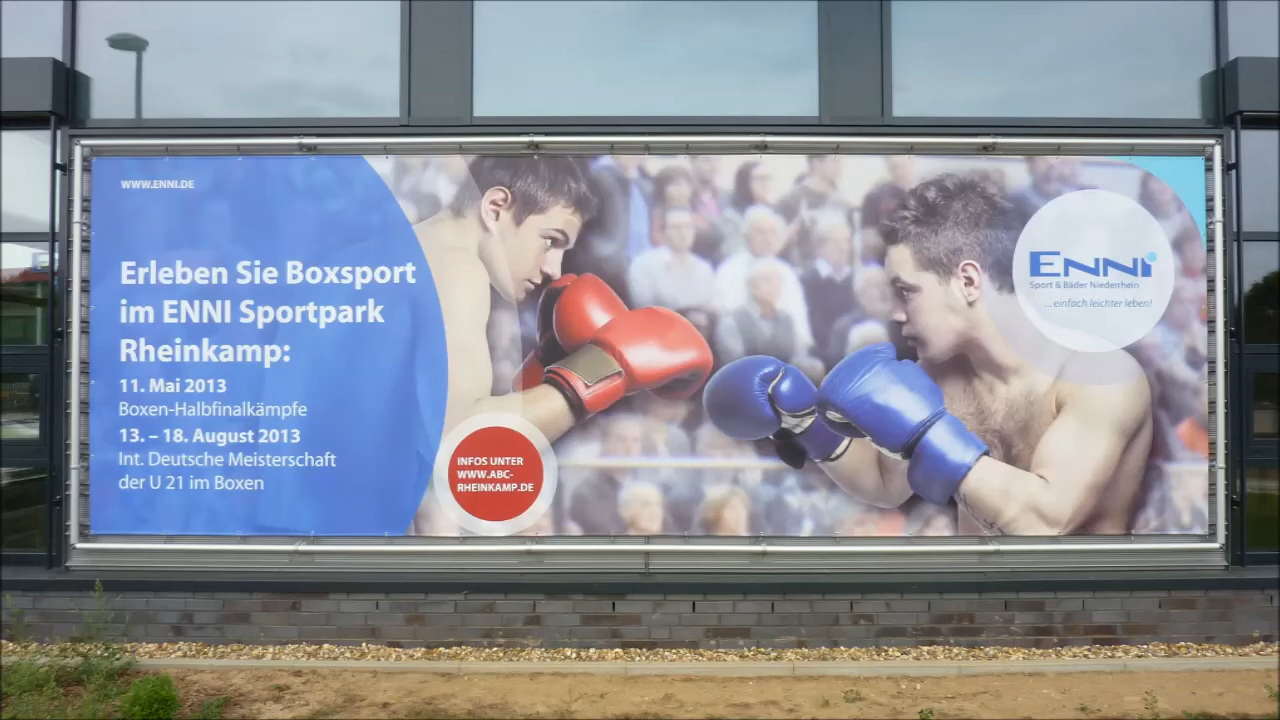 WWW.ENNI.DE
Erleben Sie Boxsport
im ENNI Sportpark
Rheinkamp:
11. Mai 2013
Boxen-Halbfinalkämpfe
13. – 18. August 2013
Int. Deutsche Meisterschaft
der U 21 im Boxen
INFOS UNTER
WWW.ABC-
RHEINKAMP.DE
ENNI
Sport & Bäder Niederrhein
...einfach leichter leben!